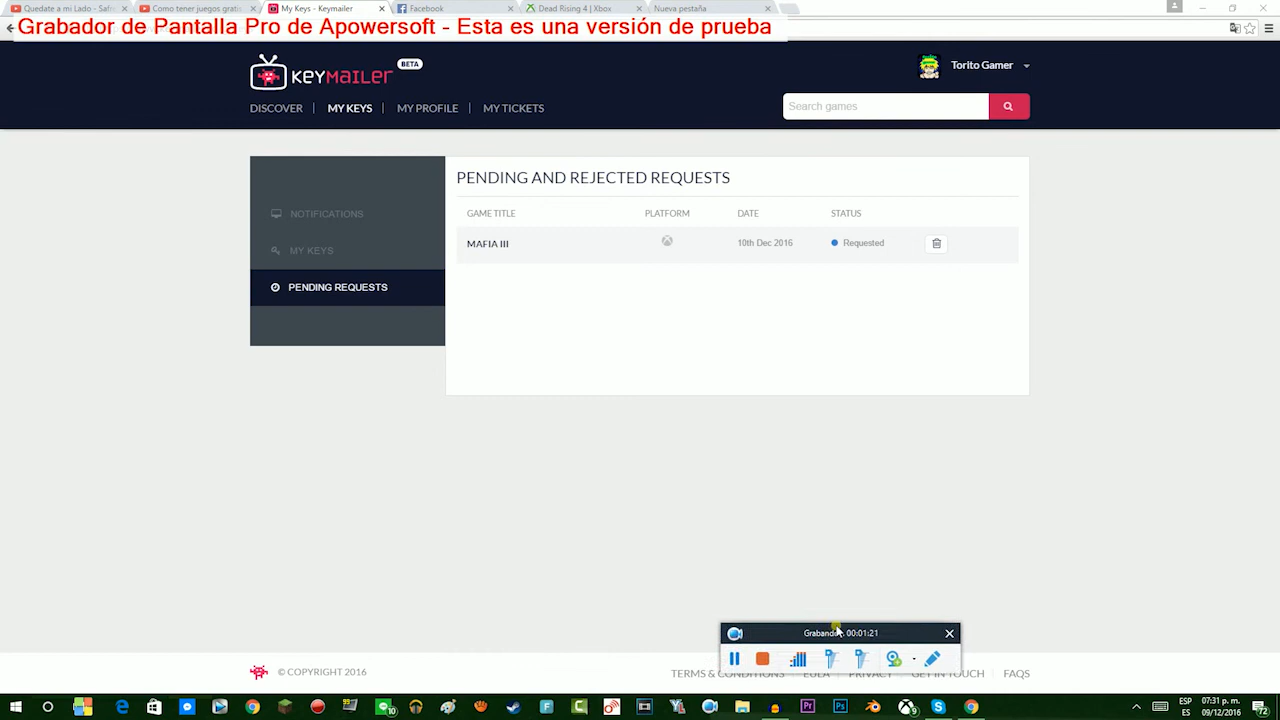 Quedate a mi Lado - Safri
Como tener juegos gratis
My Keys - Keymailer
Facebook
Dead Rising 4 | Xbox
Nueva pestaña
Grabador de Pantalla Pro de Apowersoft - Esta es una versión de prueba
KEYMAILER BETA
Torito Gamer
DISCOVER | MY KEYS | MY PROFILE | MY TICKETS
Search games
NOTIFICATIONS
MY KEYS
PENDING REQUESTS
PENDING AND REJECTED REQUESTS
GAME TITLE PLATFORM DATE STATUS
MAFIA III 10th Dec 2016 Requested
Grabando - 00:01:21
© COPYRIGHT 2016
TERMS & CONDITIONS EULA PRIVACY GET IN TOUCH FAQS
ESP 07:31 p. m.
ES 09/12/2016 72